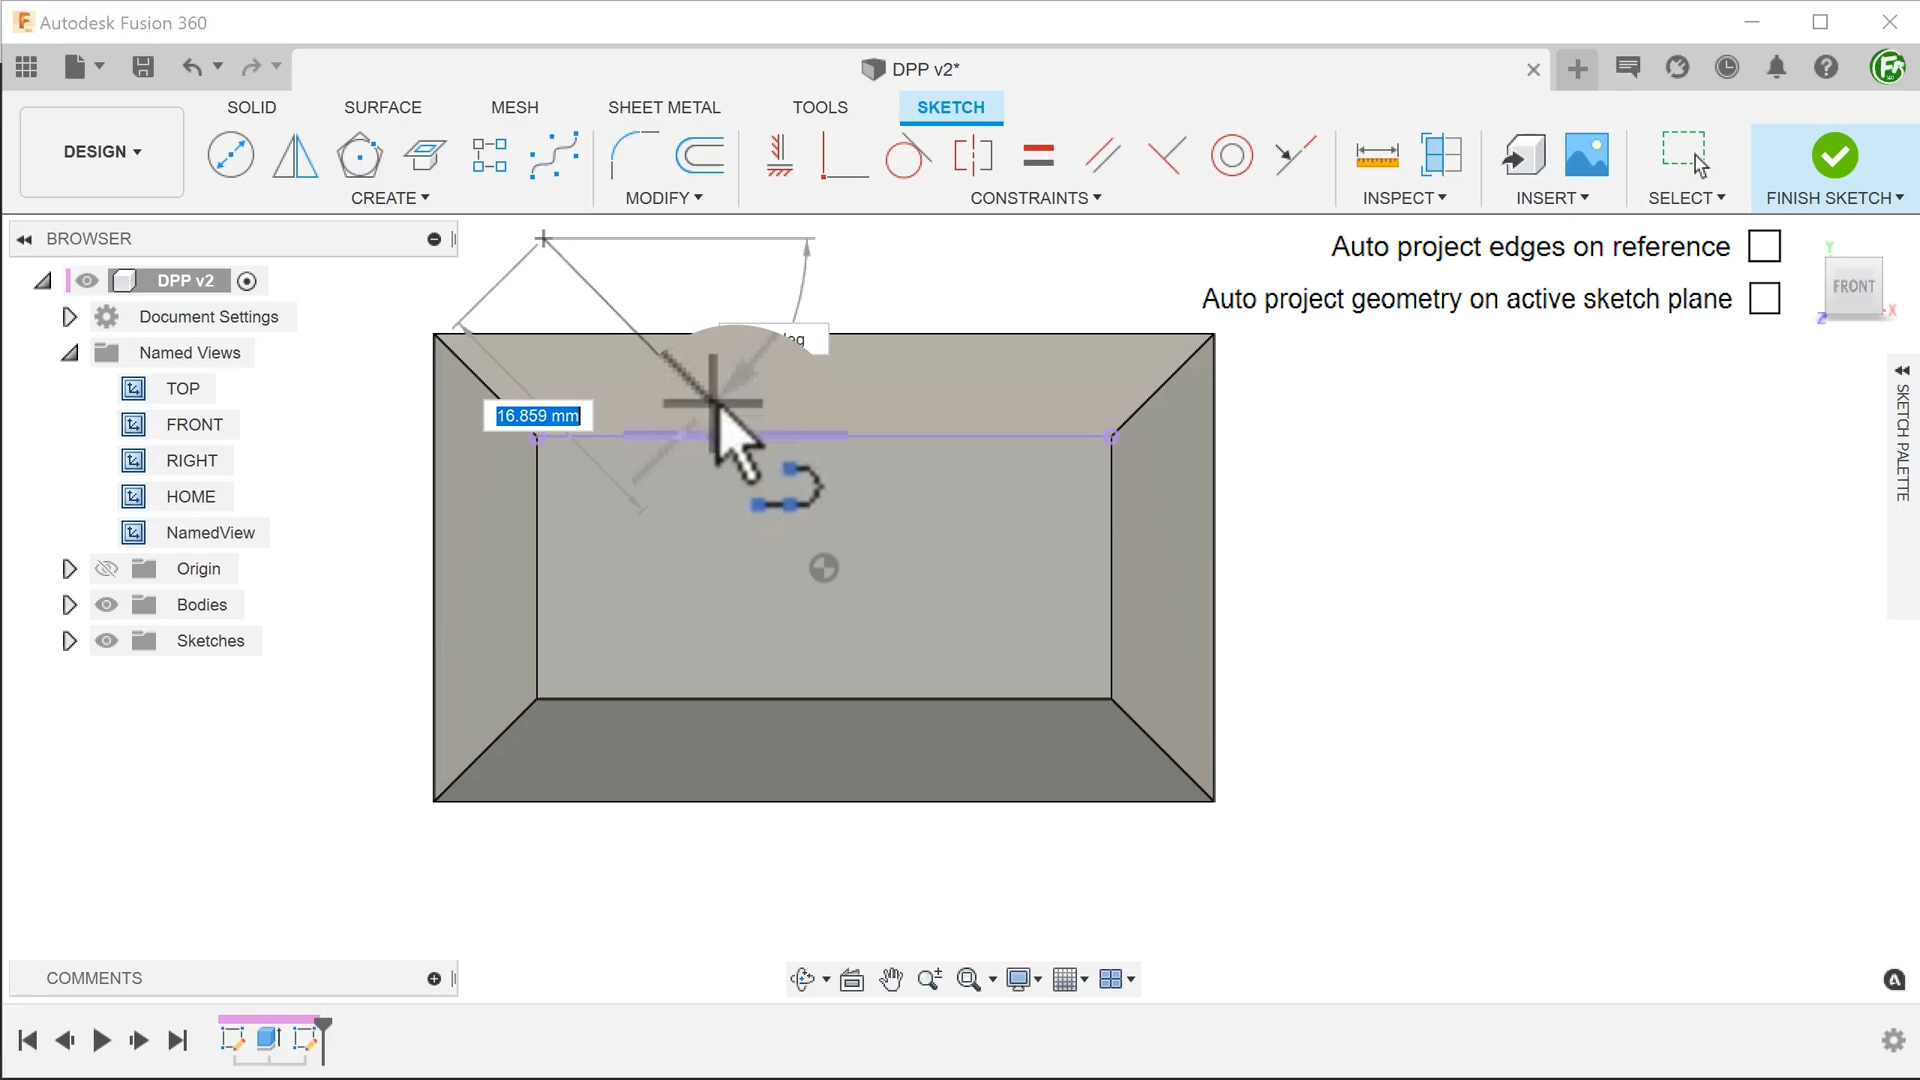 Autodesk Fusion 360
DPP v2*
SOLID
SURFACE
MESH
SHEET METAL
TOOLS
SKETCH
DESIGN
CREATE
MODIFY
CONSTRAINTS
INSPECT
INSERT
SELECT
FINISH SKETCH
BROWSER
DPP v2
Document Settings
Named Views
TOP
FRONT
RIGHT
HOME
NamedView
Origin
Bodies
Sketches
16.859 mm
Auto project edges on reference
Auto project geometry on active sketch plane
Y
FRONT
Z
X
SKETCH PALETTE
COMMENTS